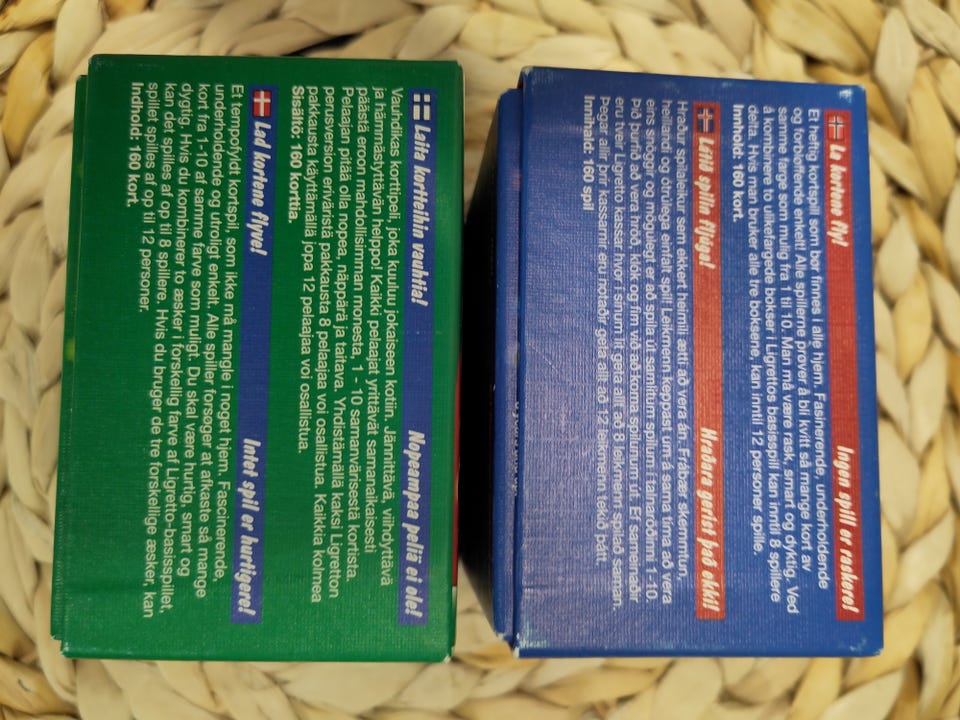 La kortene fly! Ingen spill er raskere!
Et heftig kortspill som bør finnes i alle hjem. Fasinerende, underholdende
og forbløffende enkelt! Alle spillerne prøver å bli kvitt så mange kort av
samme farge som mulig fra 1 til 10. Man må være rask, smart og dyktig. Ved
å kombinere to ulikefargede bokser i Ligrettos basisspill kan inntil 8 spillere
delta. Hvis man bruker alle tre boksene, kan inntil 12 personer spille.
Innhold: 160 kort.
Látið spilin fljúga! Hraðara gerist það ekki!
Hraður spilaleikur sem ekkert heimili ætti að vera án. Frábær skemmtun,
heillandi og ótrúlega einfalt spil! Leikmenn keppast um á sama tíma að vera
eins snöggir og mögulegt er að spila út samlitum spilum í talnaröðinni 1-10.
Þið þurfið að vera hröð, klók og fim við að koma spilunum út. Ef sameinaðir
eru tveir Ligretto kassar hvor í sínum lit geta allt að 8 leikmenn spilað saman.
Þegar allir þrír kassarnir eru notaðir geta allt að 12 leikmenn tekið þátt.
Innihald: 160 spil
Laita kortteihin vauhtia! Nopeampaa peliä ei ole!
Vauhdikas korttipeli, joka kuuluu jokaiseen kotiin. Jännittävä, viihdyttävä
ja hämmästyttävän helppo! Kaikki pelaajat yrittävät samanaikaisesti
päästä eroon mahdollisimman monesta, 1 - 10 samanvärisestä kortista.
Pelaajan pitää olla nopea, näppärä ja taitava. Yhdistämällä kaksi Ligretton
perusversion eriväristä pakkausta 8 pelaajaa voi osallistua. Kaikkia kolmea
pakkausta käyttämällä jopa 12 pelaajaa voi osallistua.
Sisältö: 160 korttia.
Lad kortene flyve! Intet spil er hurtigere!
Et tempofyldt kortspil, som ikke må mangle i noget hjem. Fascinerende,
underholdende og utroligt enkelt. Alle spiller forsøger at afkaste så mange
kort fra 1-10 af samme farve som muligt. Du skal være hurtig, smart og
dygtig. Hvis du kombinerer to æsker i forskellig farve af Ligretto-basisspillet,
kan det spilles af op til 8 spillere. Hvis du bruger de tre forskellige æsker, kan
spillet spilles af op til 12 personer.
Indhold: 160 kort.